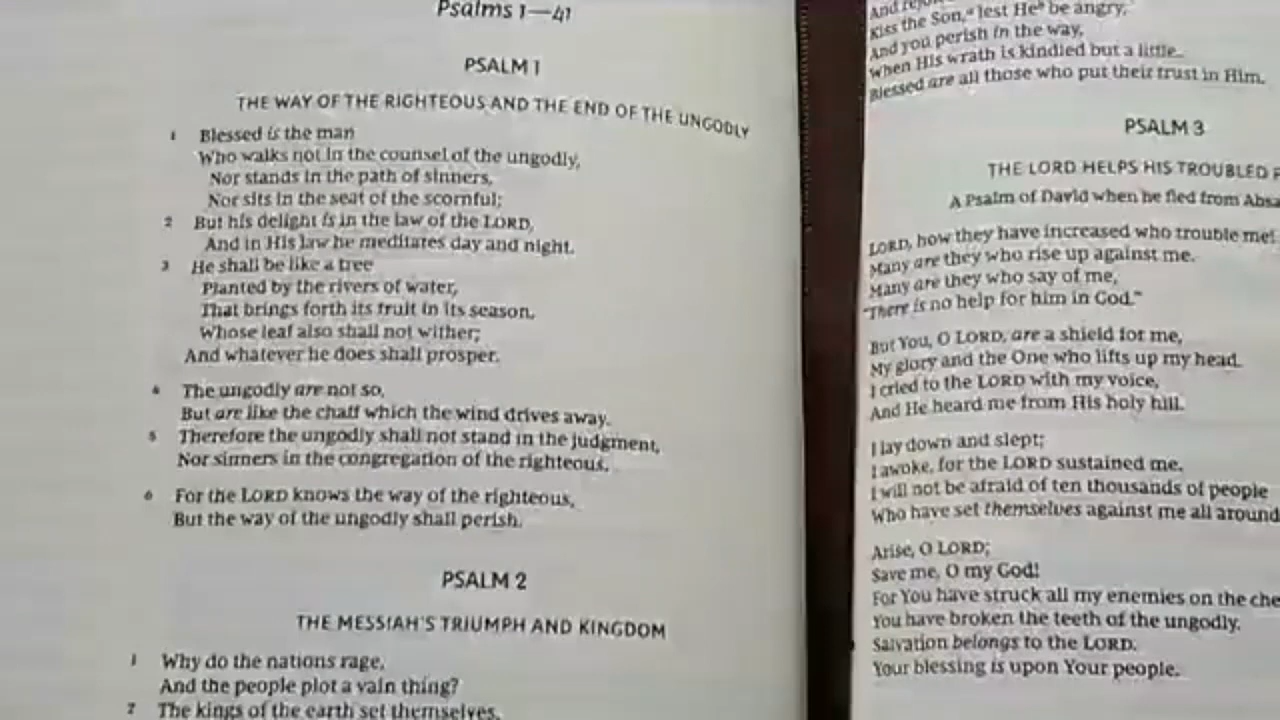 Psalms 1—41
PSALM 1
THE WAY OF THE RIGHTEOUS AND THE END OF THE UNGODLY
1 Blessed is the man
Who walks not in the counsel of the ungodly,
Nor stands in the path of sinners,
Nor sits in the seat of the scornful;
2 But his delight is in the law of the LORD,
And in His law he meditates day and night.
3 He shall be like a tree
Planted by the rivers of water,
That brings forth its fruit in its season,
Whose leaf also shall not wither;
And whatever he does shall prosper.
4 The ungodly are not so,
But are like the chaff which the wind drives away.
5 Therefore the ungodly shall not stand in the judgment,
Nor sinners in the congregation of the righteous.
6 For the LORD knows the way of the righteous,
But the way of the ungodly shall perish.
PSALM 2
THE MESSIAH'S TRIUMPH AND KINGDOM
1 Why do the nations rage,
And the people plot a vain thing?
2 The kings of the earth set themselves,
And
Kiss the Son,a lest Heb be angry,
And you perish in the way,
When His wrath is kindled but a little.
Blessed are all those who put their trust in Him.
PSALM 3
THE LORD HELPS HIS TROUBLED
A Psalm of David when he fled from Absa
LORD, how they have increased who trouble me!
Many are they who rise up against me.
Many are they who say of me,
“There is no help for him in God.”
But You, O LORD, are a shield for me,
My glory and the One who lifts up my head.
I cried to the LORD with my voice,
And He heard me from His holy hill.
I lay down and slept;
I awoke, for the LORD sustained me.
I will not be afraid of ten thousands of people
Who have set themselves against me all around
Arise, O LORD;
Save me, O my God!
For You have struck all my enemies on the che
You have broken the teeth of the ungodly.
Salvation belongs to the LORD.
Your blessing is upon Your people.